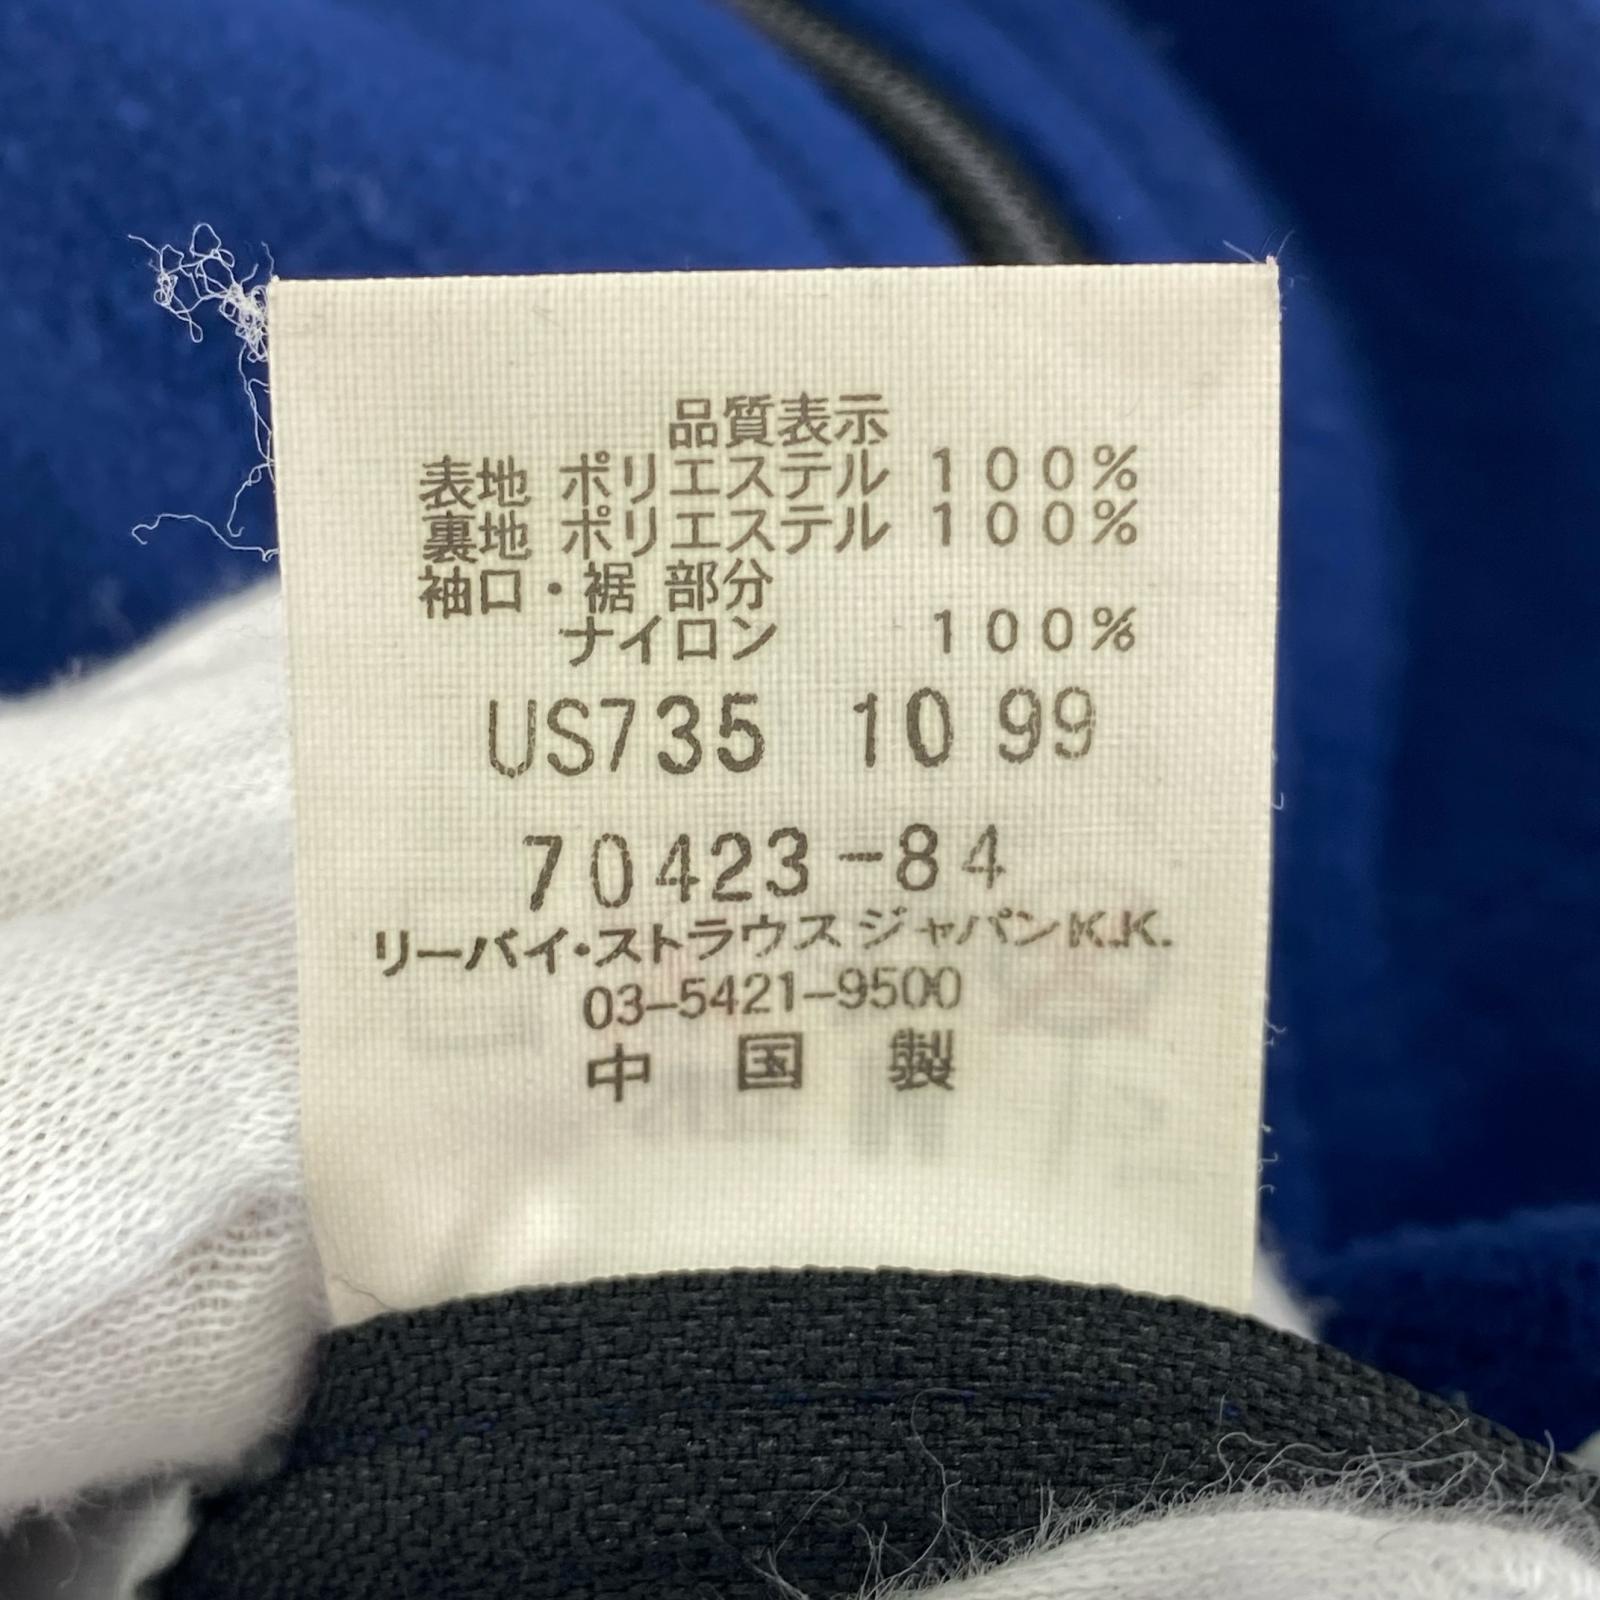 品質表示
表地 ポリエステル 100%
裏地 ポリエステル 100%
袖口・裾 部分
ナイロン 100%
US735 10 99
70423-84
リーバイ・ストラウス ジャパンK.K.
03-5421-9500
中国製